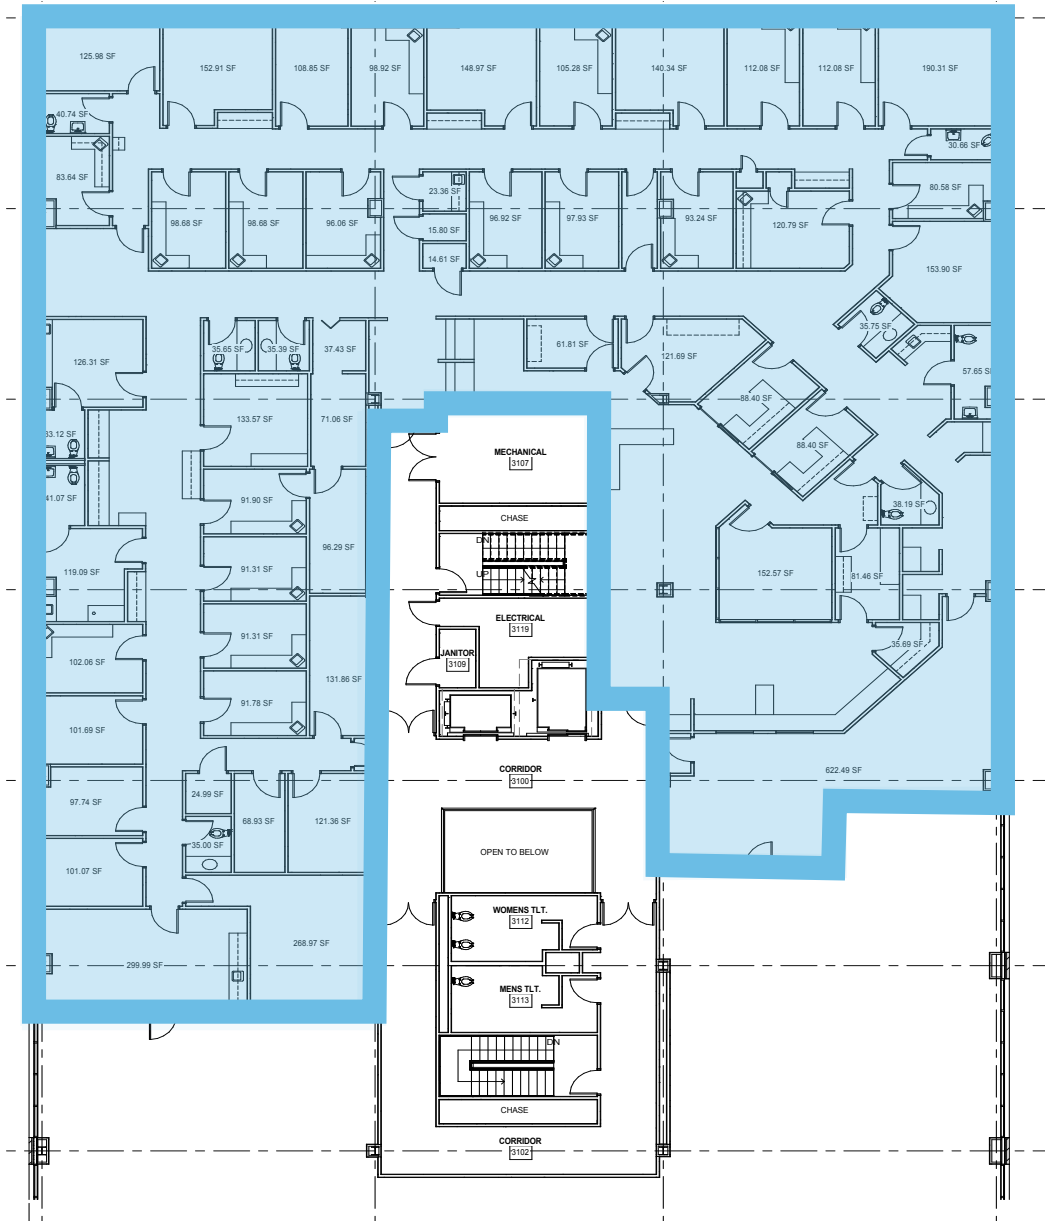 125.98 SF
152.91 SF
108.85 SF
98.92 SF
148.97 SF
105.28 SF
140.34 SF
112.08 SF
112.08 SF
190.31 SF
40.74 SF
30.66 SF
83.64 SF
80.58 SF
98.68 SF
98.68 SF
96.06 SF
23.36 SF
96.92 SF
97.93 SF
93.24 SF
120.79 SF
15.80 SF
14.61 SF
153.90 SF
35.75 SF
126.31 SF
35.65 SF
35.39 SF
37.43 SF
61.81 SF
121.69 SF
57.65 SF
88.40 SF
133.57 SF
71.06 SF
33.12 SF
88.40 SF
MECHANICAL
3107
41.07 SF
91.90 SF
38.19 SF
CHASE
DN
96.29 SF
119.09 SF
91.31 SF
UP
152.57 SF
81.46 SF
ELECTRICAL
3119
91.31 SF
35.69 SF
JANITOR
3109
102.06 SF
91.78 SF
131.86 SF
101.69 SF
CORRIDOR
3100
622.49 SF
24.99 SF
97.74 SF
68.93 SF
121.36 SF
35.00 SF
OPEN TO BELOW
101.07 SF
WOMENS TLT.
3112
268.97 SF
299.99 SF
MENS TLT.
3113
DN
CHASE
CORRIDOR
3102